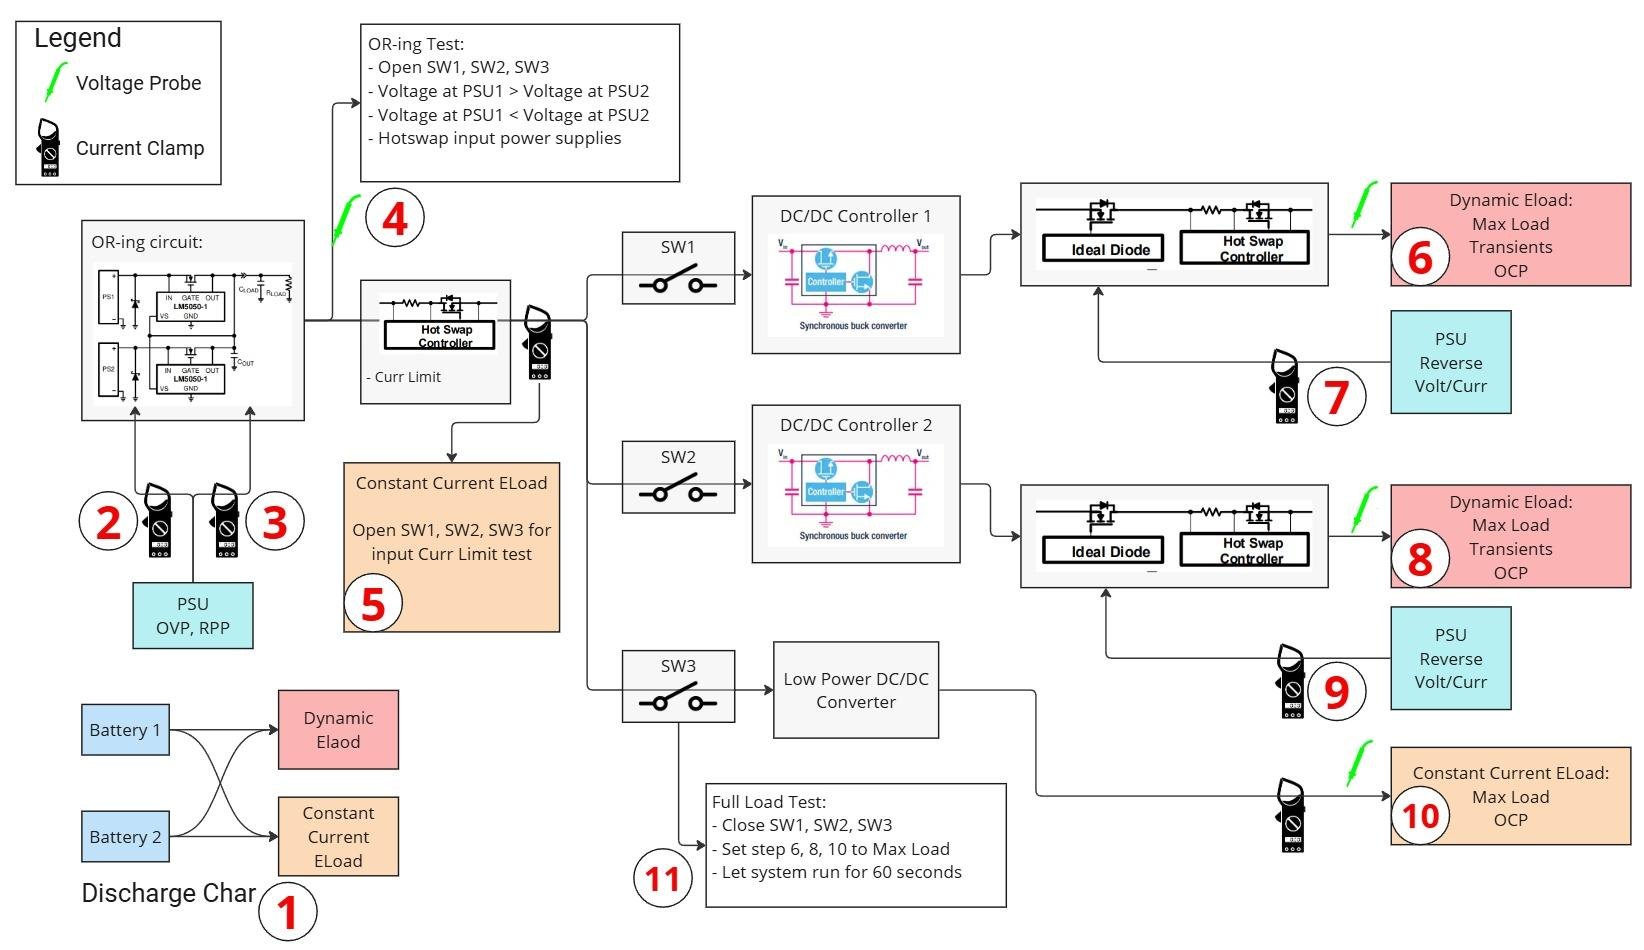 Legend
Voltage Probe
Current Clamp
OR-ing Test:
- Open SW1, SW2, SW3
- Voltage at PSU1 > Voltage at PSU2
- Voltage at PSU1 < Voltage at PSU2
- Hotswap input power supplies
4
OR-ing circuit:
PS1
IN GATE OUT
LM5050-1
VS GND
CLOAD
RLOAD
PS2
IN GATE OUT
LM5050-1
VS GND
COUT
Hot Swap
Controller
- Curr Limit
2
3
PSU
OVP, RPP
Constant Current ELoad
Open SW1, SW2, SW3 for
input Curr Limit test
5
SW1
DC/DC Controller 1
Vin
Vout
Controller
Synchronous buck converter
Ideal Diode
Hot Swap
Controller
Dynamic Eload:
Max Load
Transients
OCP
6
PSU
Reverse
Volt/Curr
7
SW2
DC/DC Controller 2
Vin
Vout
Controller
Synchronous buck converter
Ideal Diode
Hot Swap
Controller
Dynamic Eload:
Max Load
Transients
OCP
8
PSU
Reverse
Volt/Curr
9
SW3
Low Power DC/DC
Converter
Constant Current ELoad:
Max Load
OCP
10
Full Load Test:
- Close SW1, SW2, SW3
- Set step 6, 8, 10 to Max Load
- Let system run for 60 seconds
11
Battery 1
Dynamic
Elaod
Battery 2
Constant
Current
ELoad
Discharge Char
1